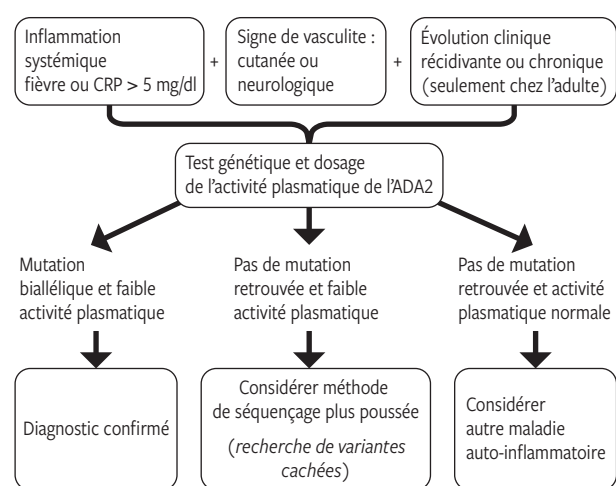 Inflammation
systémique
fièvre ou CRP > 5 mg/dl
+
Signe de vasculite :
cutanée ou
neurologique
+
Évolution clinique
récidivante ou chronique
(seulement chez l’adulte)
Test génétique et dosage
de l’activité plasmatique de l’ADA2
Mutation
biallélique et faible
activité plasmatique
Pas de mutation
retrouvée et faible
activité plasmatique
Pas de mutation
retrouvée et activité
plasmatique normale
Diagnostic confirmé
Considérer méthode
de séquençage plus poussée
(recherche de variantes
cachées)
Considérer
autre maladie
auto-inflammatoire